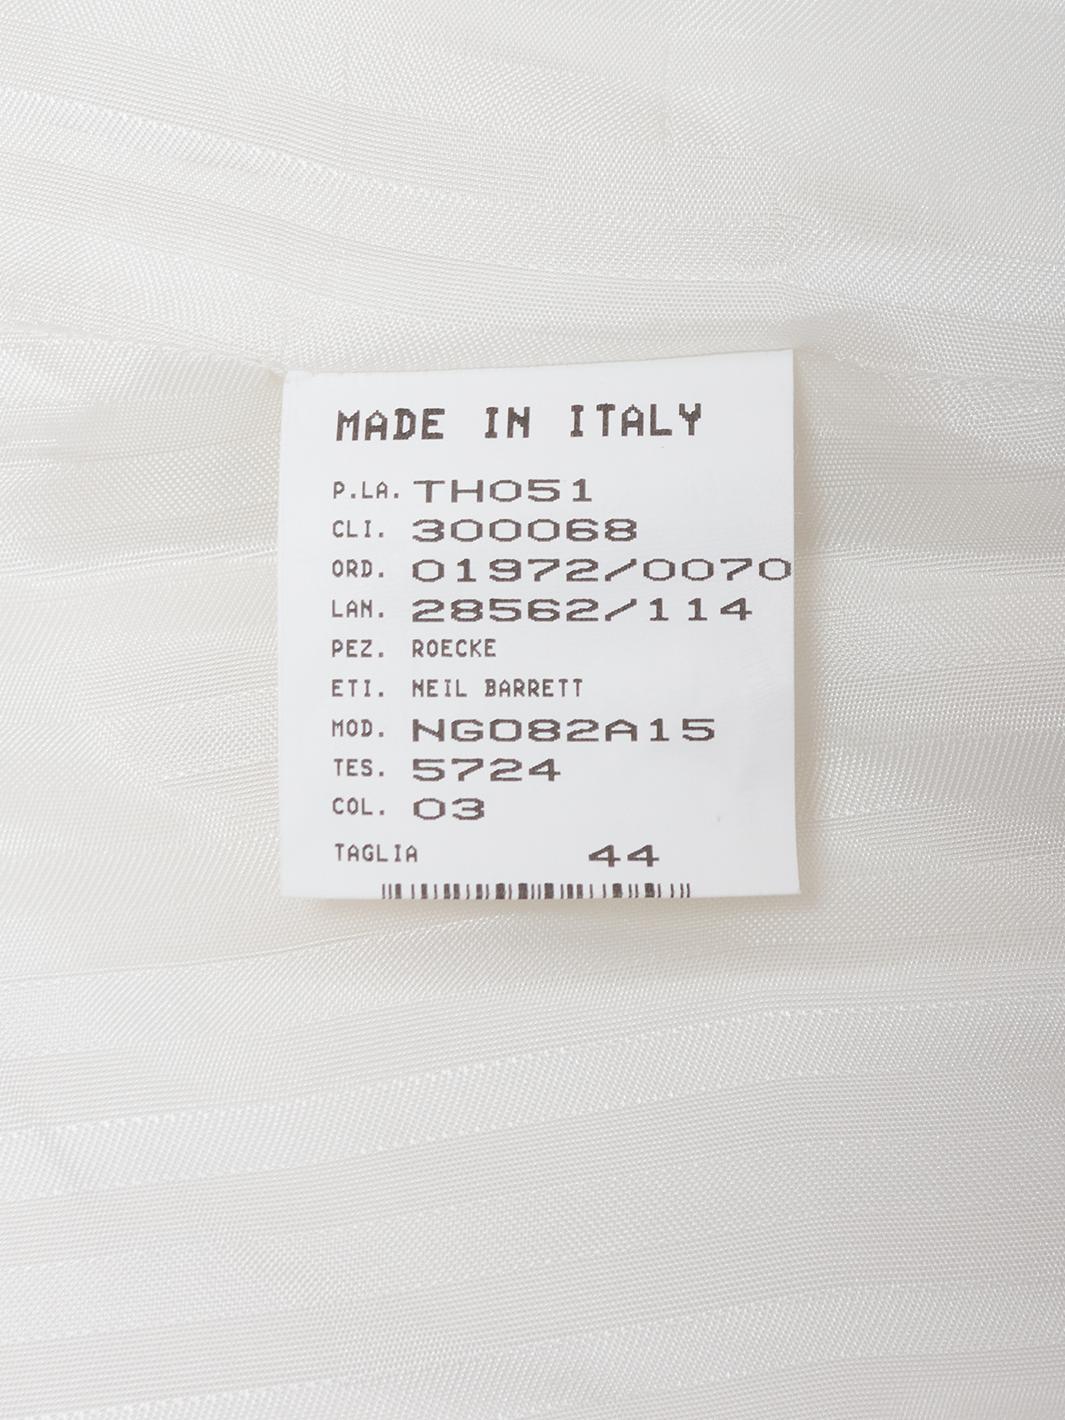 MADE IN ITALY
P.LA. TH051
CLI. 300068
ORD. 01972/0070
LAN. 28562/114
PEZ. ROECKE
ETI. NEIL BARRETT
MOD. NG082A15
TES. 5724
COL. 03
TAGLIA 44